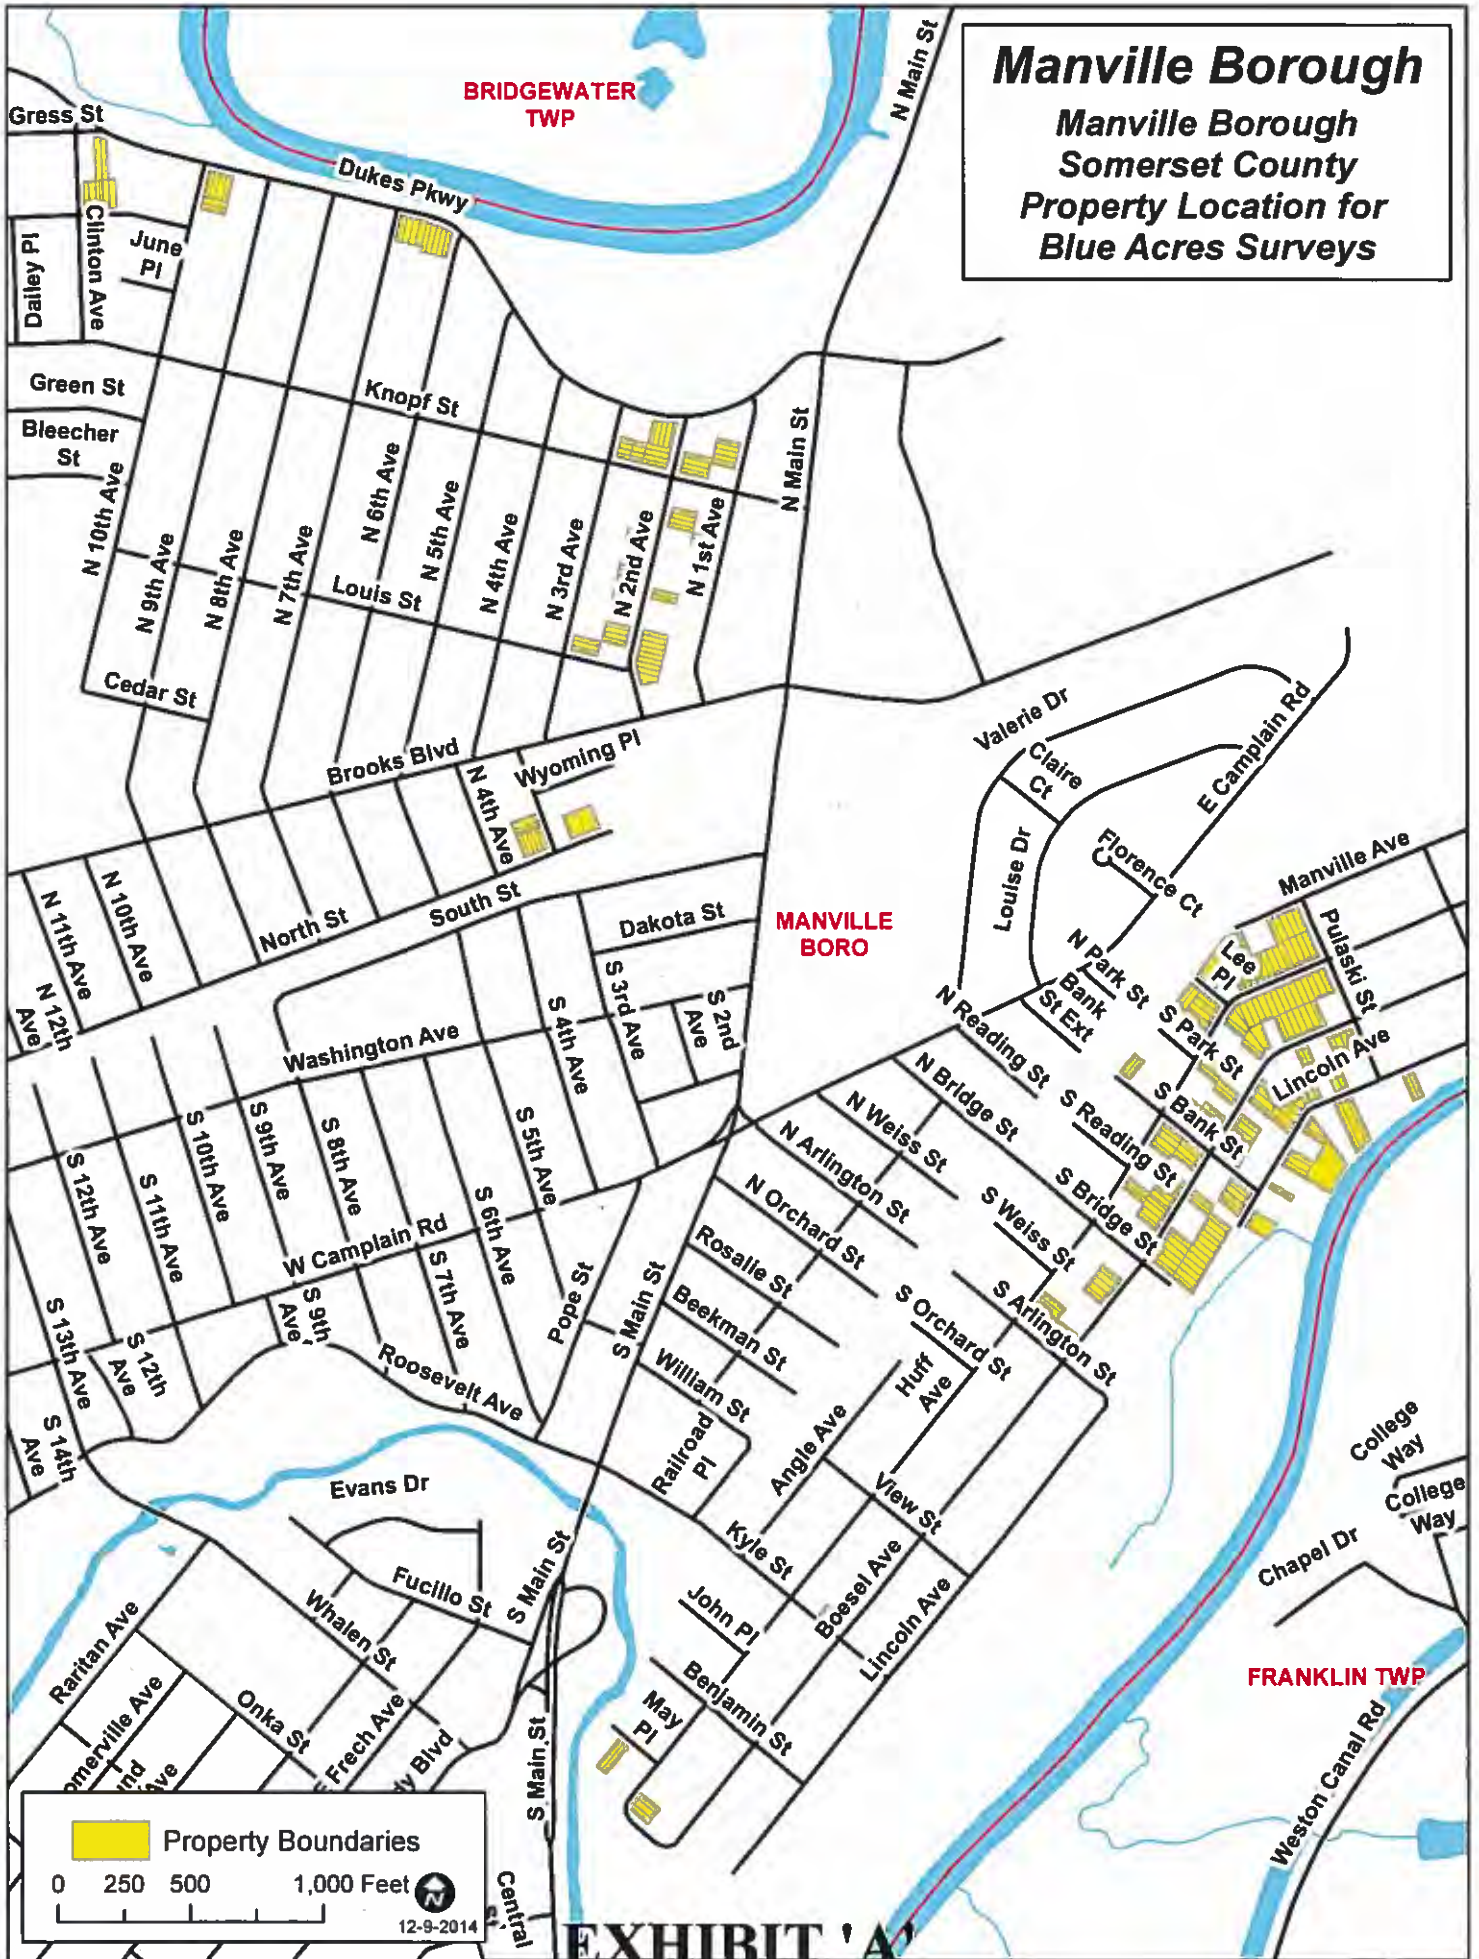 Manville Borough
Manville Borough
Somerset County
Property Location for
Blue Acres Surveys
BRIDGEWATER
TWP
N Main St
Gress St
Dukes Pkwy
Clinton Ave
Dailey Pl
June
Pl
Green St
Bleecher
St
Knopf St
N Main St
N 10th Ave
N 9th Ave
N 8th Ave
N 7th Ave
N 6th Ave
N 5th Ave
N 4th Ave
N 3rd Ave
N 2nd Ave
N 1st Ave
Louis St
Cedar St
Brooks Blvd
Wyoming Pl
N 4th Ave
Valerie Dr
Claire
Ct
E Camplain Rd
Louise Dr
Florence Ct
Manville Ave
N 11th Ave
N 10th Ave
N 12th
Ave
North St
South St
Dakota St
MANVILLE
BORO
Lee
Pl
Pulaski St
N Park St
Bank
St Ext
S Park St
Lincoln Ave
N Reading St
S 3rd Ave
S 2nd
Ave
S 4th Ave
Washington Ave
N Bridge St
S Reading St
S Bank St
N Weiss St
N Arlington St
S Bridge St
S Weiss St
N Orchard St
S 12th Ave
S 11th Ave
S 10th Ave
S 9th Ave
S 8th Ave
S 5th Ave
S 6th Ave
S 7th Ave
W Camplain Rd
Rosalie St
Beekman St
S Arlington St
S Orchard St
Pope St
S Main St
S 13th Ave
S 12th
Ave
S 9th
Ave
Roosevelt Ave
William St
Huff
Ave
Railroad
Pl
Angle Ave
S 14th
Ave
College
Way
College
Way
Evans Dr
View St
Kyle St
Chapel Dr
S Main St
Fucillo St
Whalen St
John Pl
Boesel Ave
Lincoln Ave
Raritan Ave
Onka St
Benjamin St
May
Pl
FRANKLIN TWP
omerville Ave
nd
Ave
Frech Ave
dy Blvd
S Main St
Weston Canal Rd
Property Boundaries
0 250 500 1,000 Feet
N
12-9-2014
Central
EXHIBIT 'A'